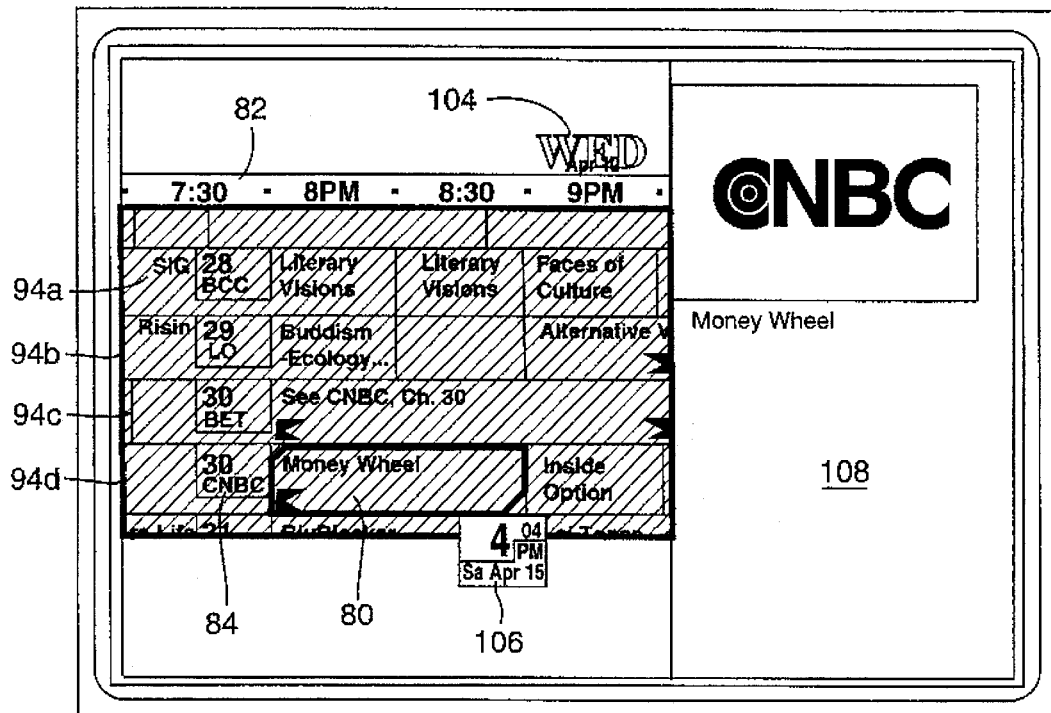 82
104
WED
7:30 8PM 8:30 9PM
CNBC
94a
SIG 28 BCC
Literary Visions
Literary Visions
Faces of Culture
94b
Risin 29 LO
Buddism -Ecology...
Alternative V
Money Wheel
94c
30 BET
See CNBC, Ch. 30
94d
30 CNBC
Money Wheel
Inside Option
108
4 04 PM
Sa Apr 15
84
80
106